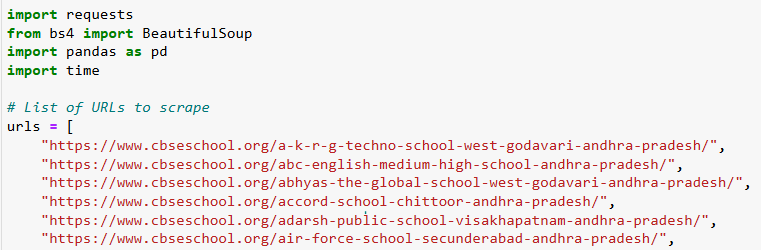 import requests
from bs4 import BeautifulSoup
import pandas as pd
import time
# List of URLs to scrape
urls = [
"https://www.cbseschool.org/a-k-r-g-techno-school-west-godavari-andhra-pradesh/",
"https://www.cbseschool.org/abc-english-medium-high-school-andhra-pradesh/",
"https://www.cbseschool.org/abhyas-the-global-school-west-godavari-andhra-pradesh/",
"https://www.cbseschool.org/accord-school-chittoor-andhra-pradesh/",
"https://www.cbseschool.org/adarsh-public-school-visakhapatnam-andhra-pradesh/",
"https://www.cbseschool.org/air-force-school-secunderabad-andhra-pradesh/",